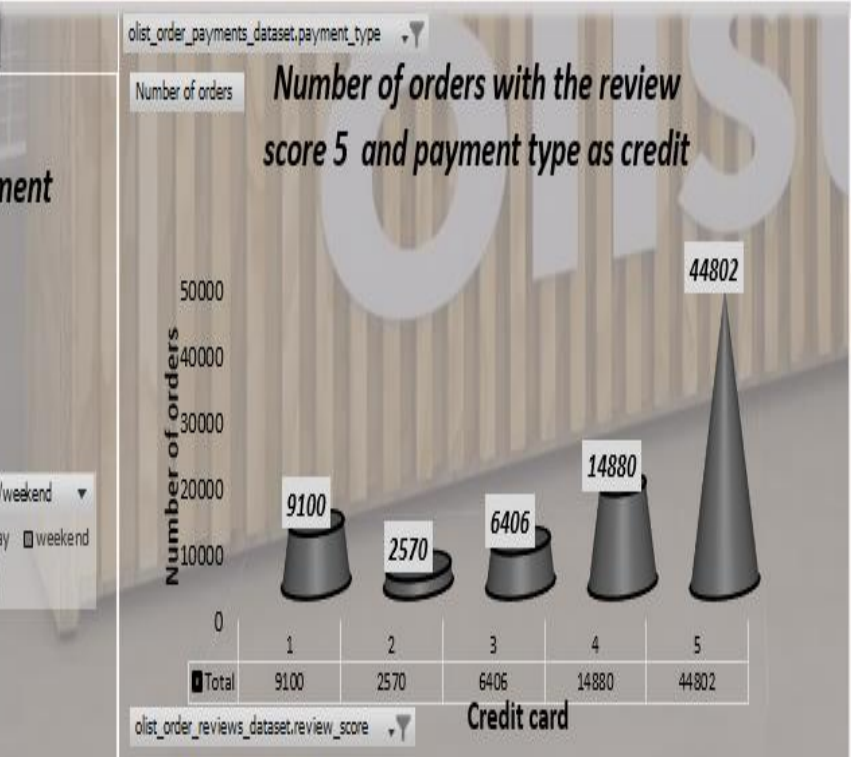 olist_order_payments_dataset.payment_type
Number of orders
Number of orders with the review
score 5 and payment type as credit
ment
50000
40000
30000
20000
10000
0
Number of orders
9100
2570
6406
14880
44802
/weekend
ay weekend
1 2 3 4 5
Total 9100 2570 6406 14880 44802
Credit card
olist_order_reviews_dataset.review_score
olis